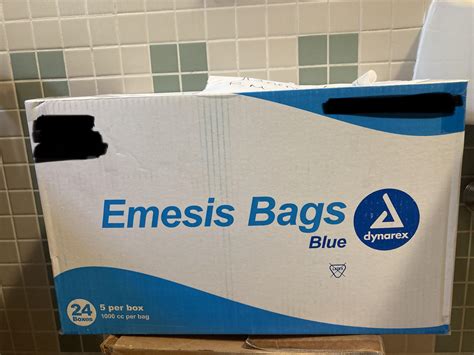 Emesis Bags
Blue
dynarex
24
Boxes
5 per box
1000 cc per bag